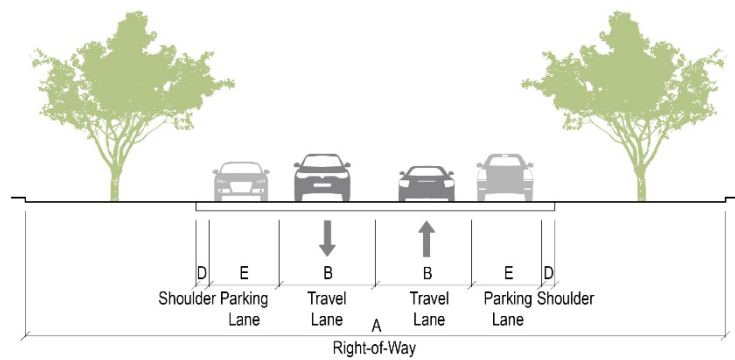 D E B B E D
Shoulder Parking Travel Travel Parking Shoulder
Lane Lane Lane Lane
A
Right-of-Way